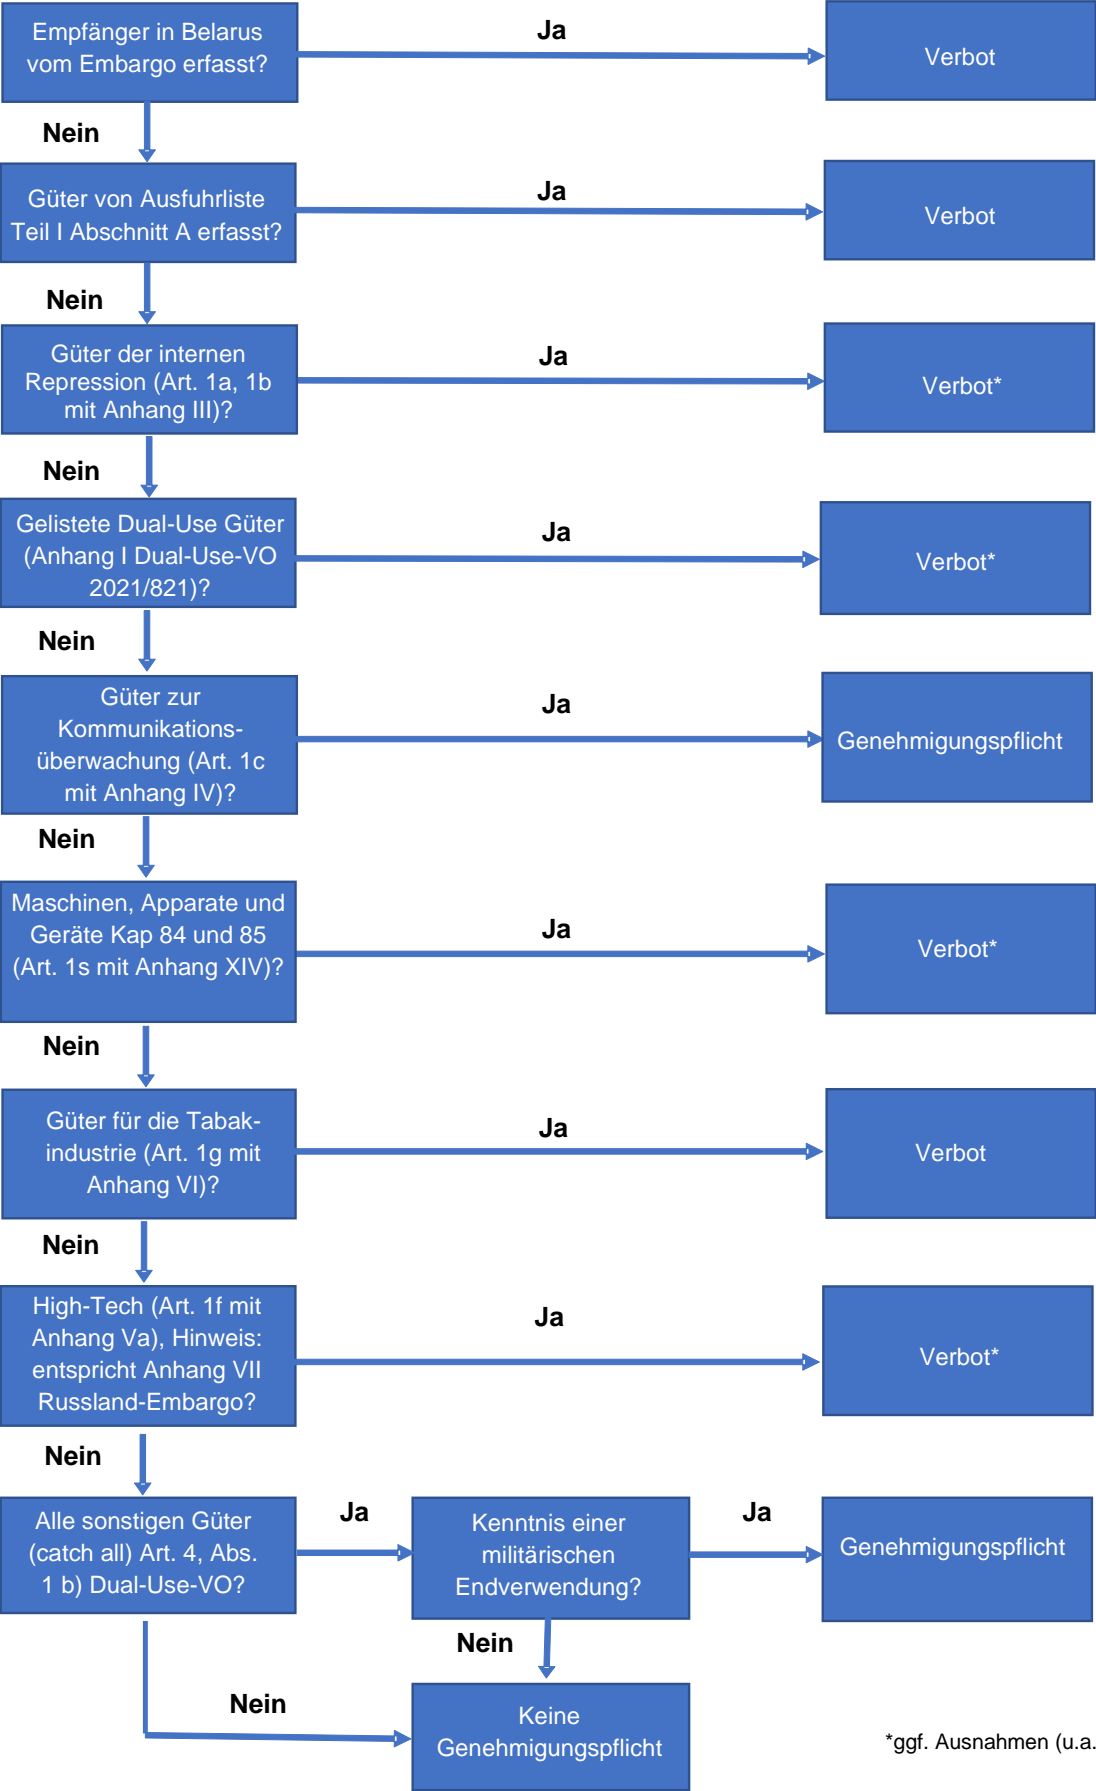 Empfänger in Belarus
vom Embargo erfasst?
Ja
Verbot
Nein
Güter von Ausfuhrliste
Teil I Abschnitt A erfasst?
Ja
Verbot
Nein
Güter der internen
Repression (Art. 1a, 1b
mit Anhang III)?
Ja
Verbot*
Nein
Gelistete Dual-Use Güter
(Anhang I Dual-Use-VO
2021/821)?
Ja
Verbot*
Nein
Güter zur
Kommunikations-
überwachung (Art. 1c
mit Anhang IV)?
Ja
Genehmigungspflicht
Nein
Maschinen, Apparate und
Geräte Kap 84 und 85
(Art. 1s mit Anhang XIV)?
Ja
Verbot*
Nein
Güter für die Tabak-
industrie (Art. 1g mit
Anhang VI)?
Ja
Verbot
Nein
High-Tech (Art. 1f mit
Anhang Va), Hinweis:
entspricht Anhang VII
Russland-Embargo?
Ja
Verbot*
Nein
Alle sonstigen Güter
(catch all) Art. 4, Abs.
1 b) Dual-Use-VO?
Ja
Kenntnis einer
militärischen
Endverwendung?
Ja
Genehmigungspflicht
Nein
Nein
Keine
Genehmigungspflicht
*ggf. Ausnahmen (u.a.